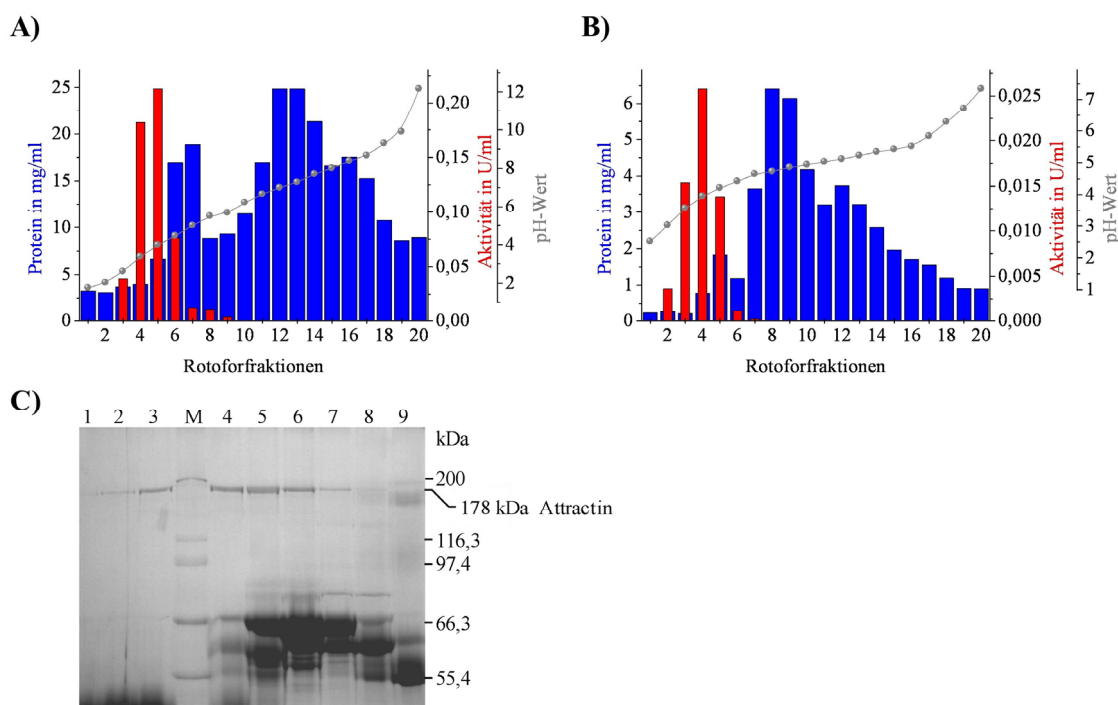 A)
Protein in mg/ml
25
20
15
10
5
0
2 4 6 8 10 12 14 16 18 20
Rotoforfraktionen
0,20
0,15
0,10
0,05
0,00
Aktivität in U/ml
12
10
8
6
4
2
pH-Wert
B)
Protein in mg/ml
6
5
4
3
2
1
0
2 4 6 8 10 12 14 16 18 20
Rotoforfraktionen
0,025
0,020
0,015
0,010
0,005
0,000
Aktivität in U/ml
7
6
5
4
3
2
1
pH-Wert
C)
1 2 3 M 4 5 6 7 8 9
kDa
200
178 kDa Attractin
116,3
97,4
66,3
55,4